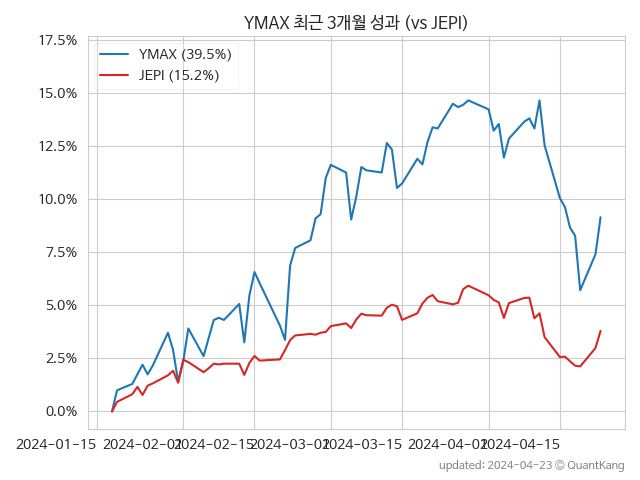 YMAX 최근 3개월 성과 (vs JEPI)
17.5%
YMAX (39.5%)
JEPI (15.2%)
15.0%
12.5%
10.0%
7.5%
5.0%
2.5%
0.0%
2024-01-15 2024-02-01 2024-02-15 2024-03-01 2024-03-15 2024-04-01 2024-04-15
updated: 2024-04-23 © QuantKang